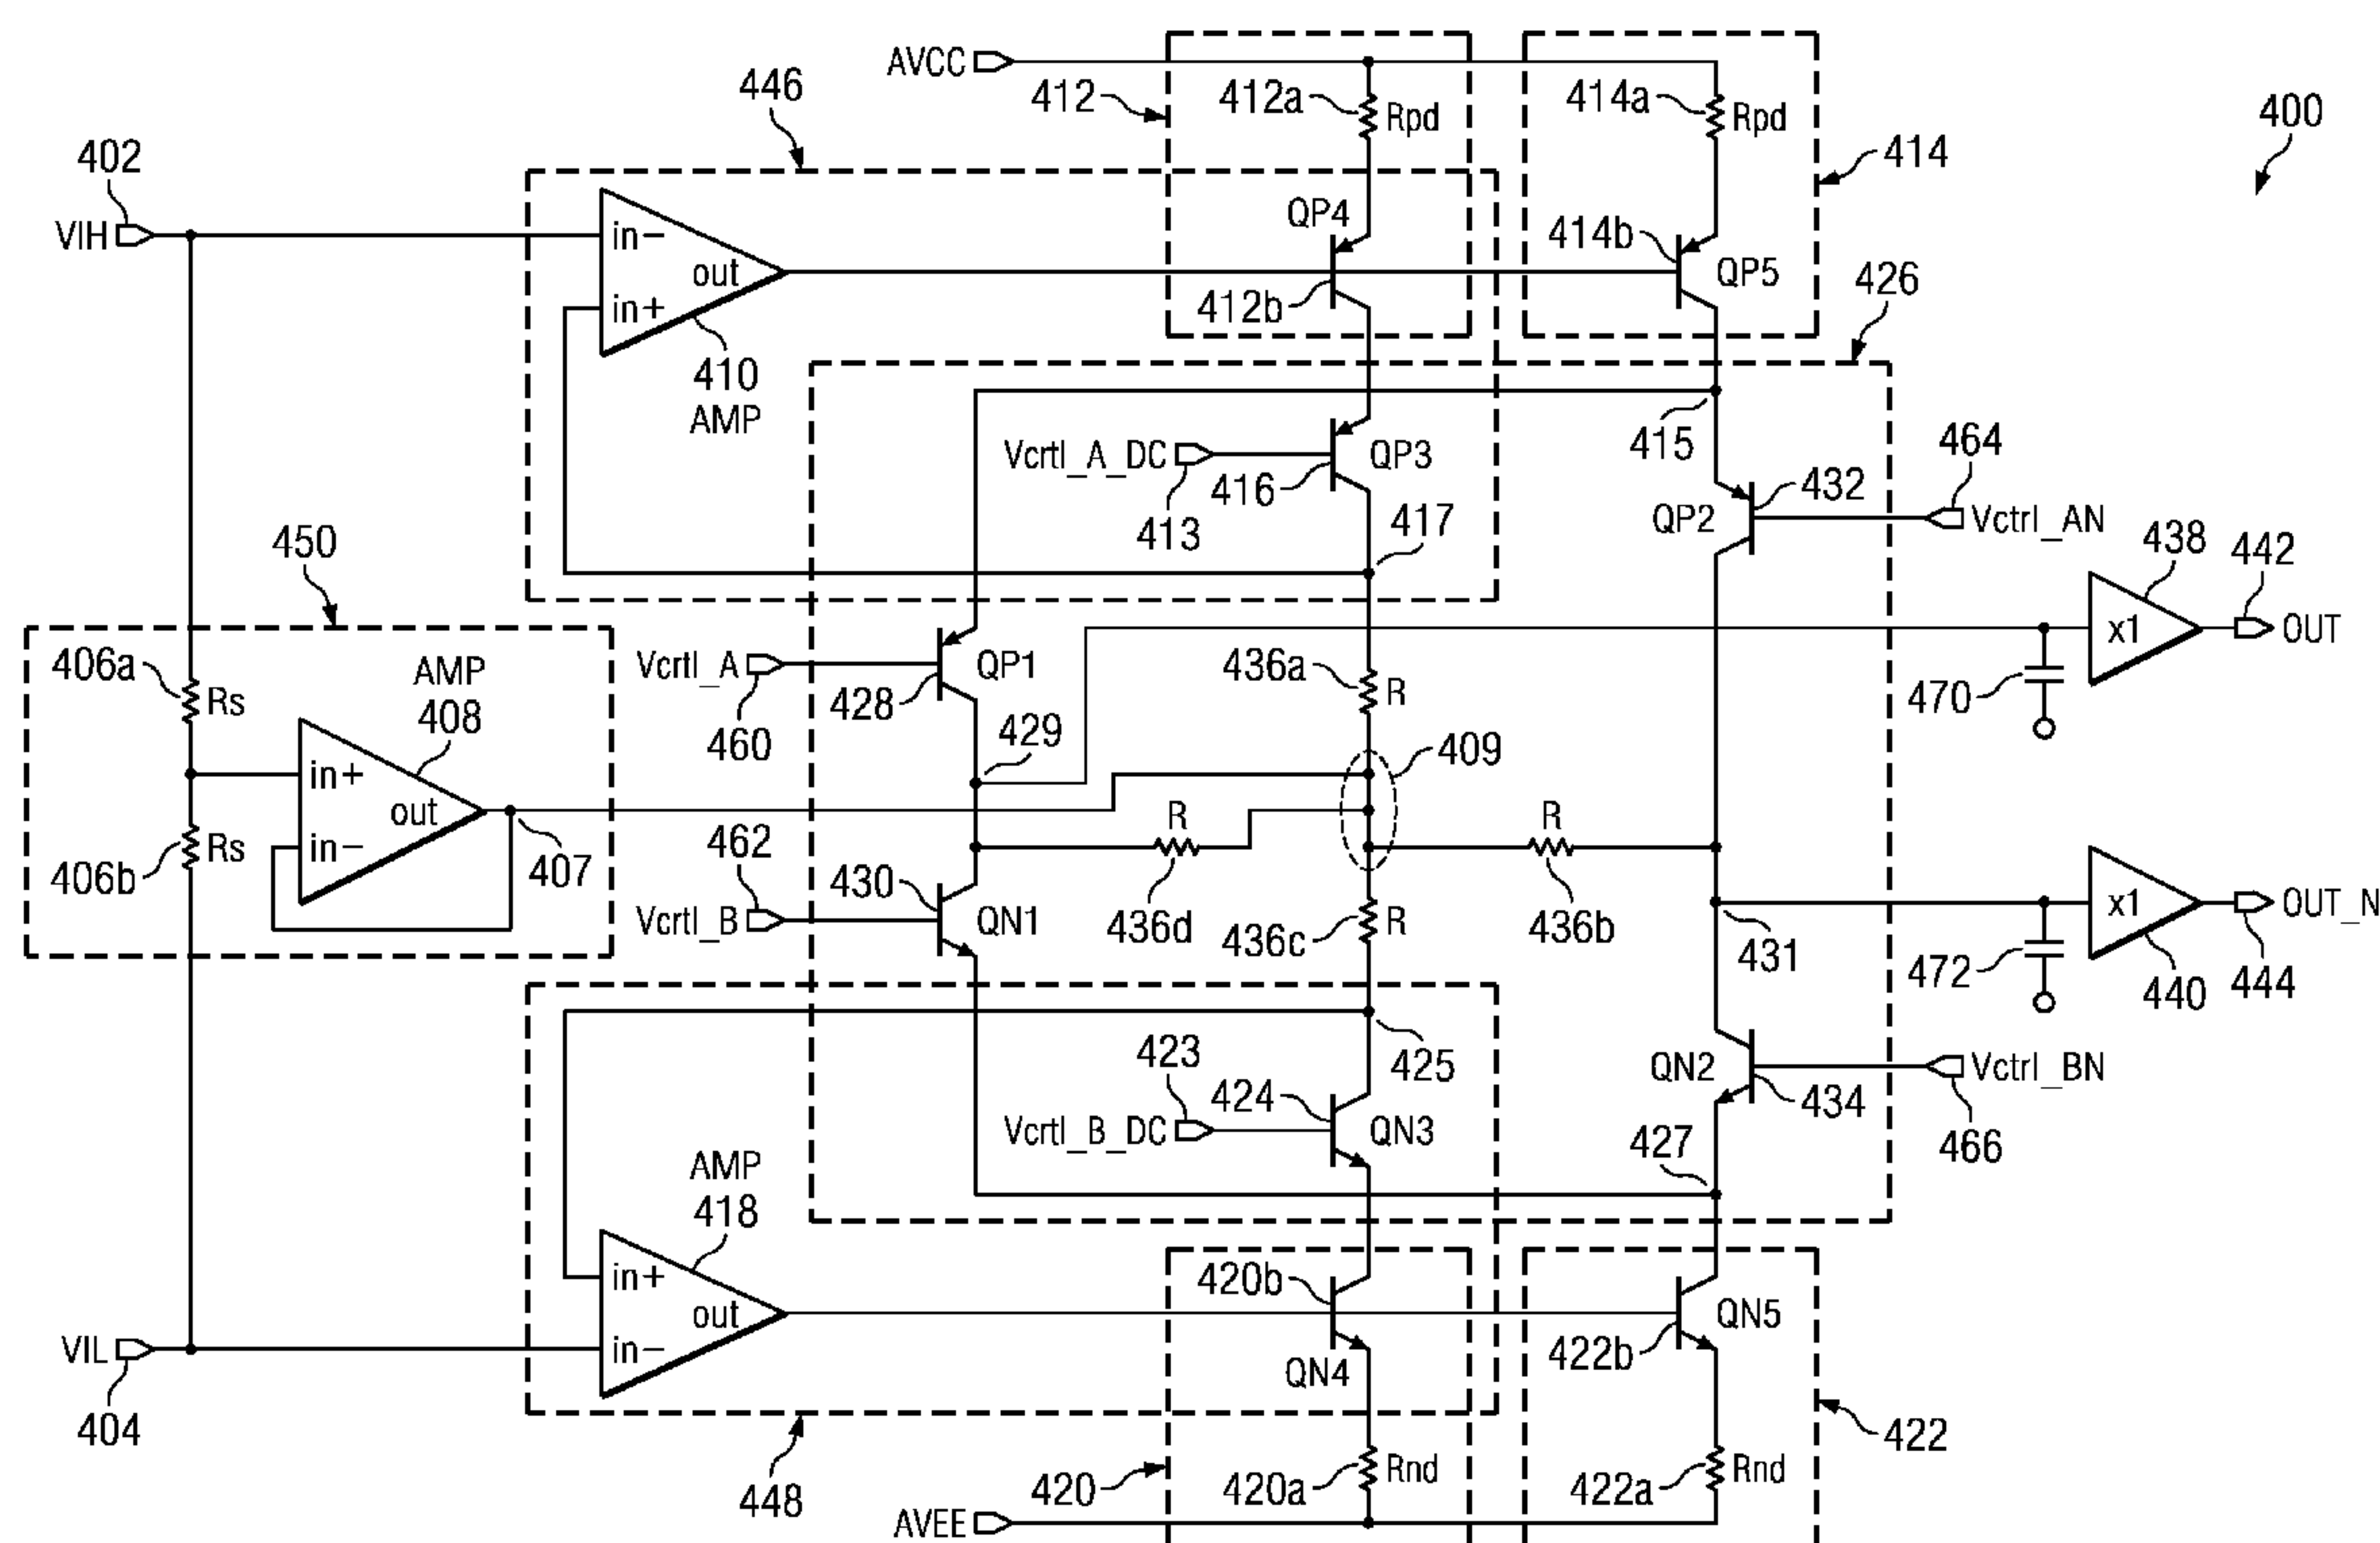 AVCC
446
412
412a
Rpd
414a
Rpd
400
402
414
VIH
in-
QP4
414b
out
QP5
426
in+
412b
410
AMP
Vcrtl_A_DC
QP3
415
464
416
432
413
QP2
Vctrl_AN
450
417
438
442
x1
OUT
406a
Rs
AMP
408
Vcrtl_A
QP1
436a
R
428
470
460
429
409
in+
out
R
R
462
406b
Rs
in-
407
430
Vcrtl_B
QN1
436d
436c
R
436b
431
x1
OUT_N
472
440
444
423
425
424
QN2
Vctrl_BN
Vcrtl_B_DC
QN3
434
427
466
AMP
418
in+
420b
out
QN5
VIL
in-
422b
QN4
404
422
448
420
420a
Rnd
422a
Rnd
AVEE